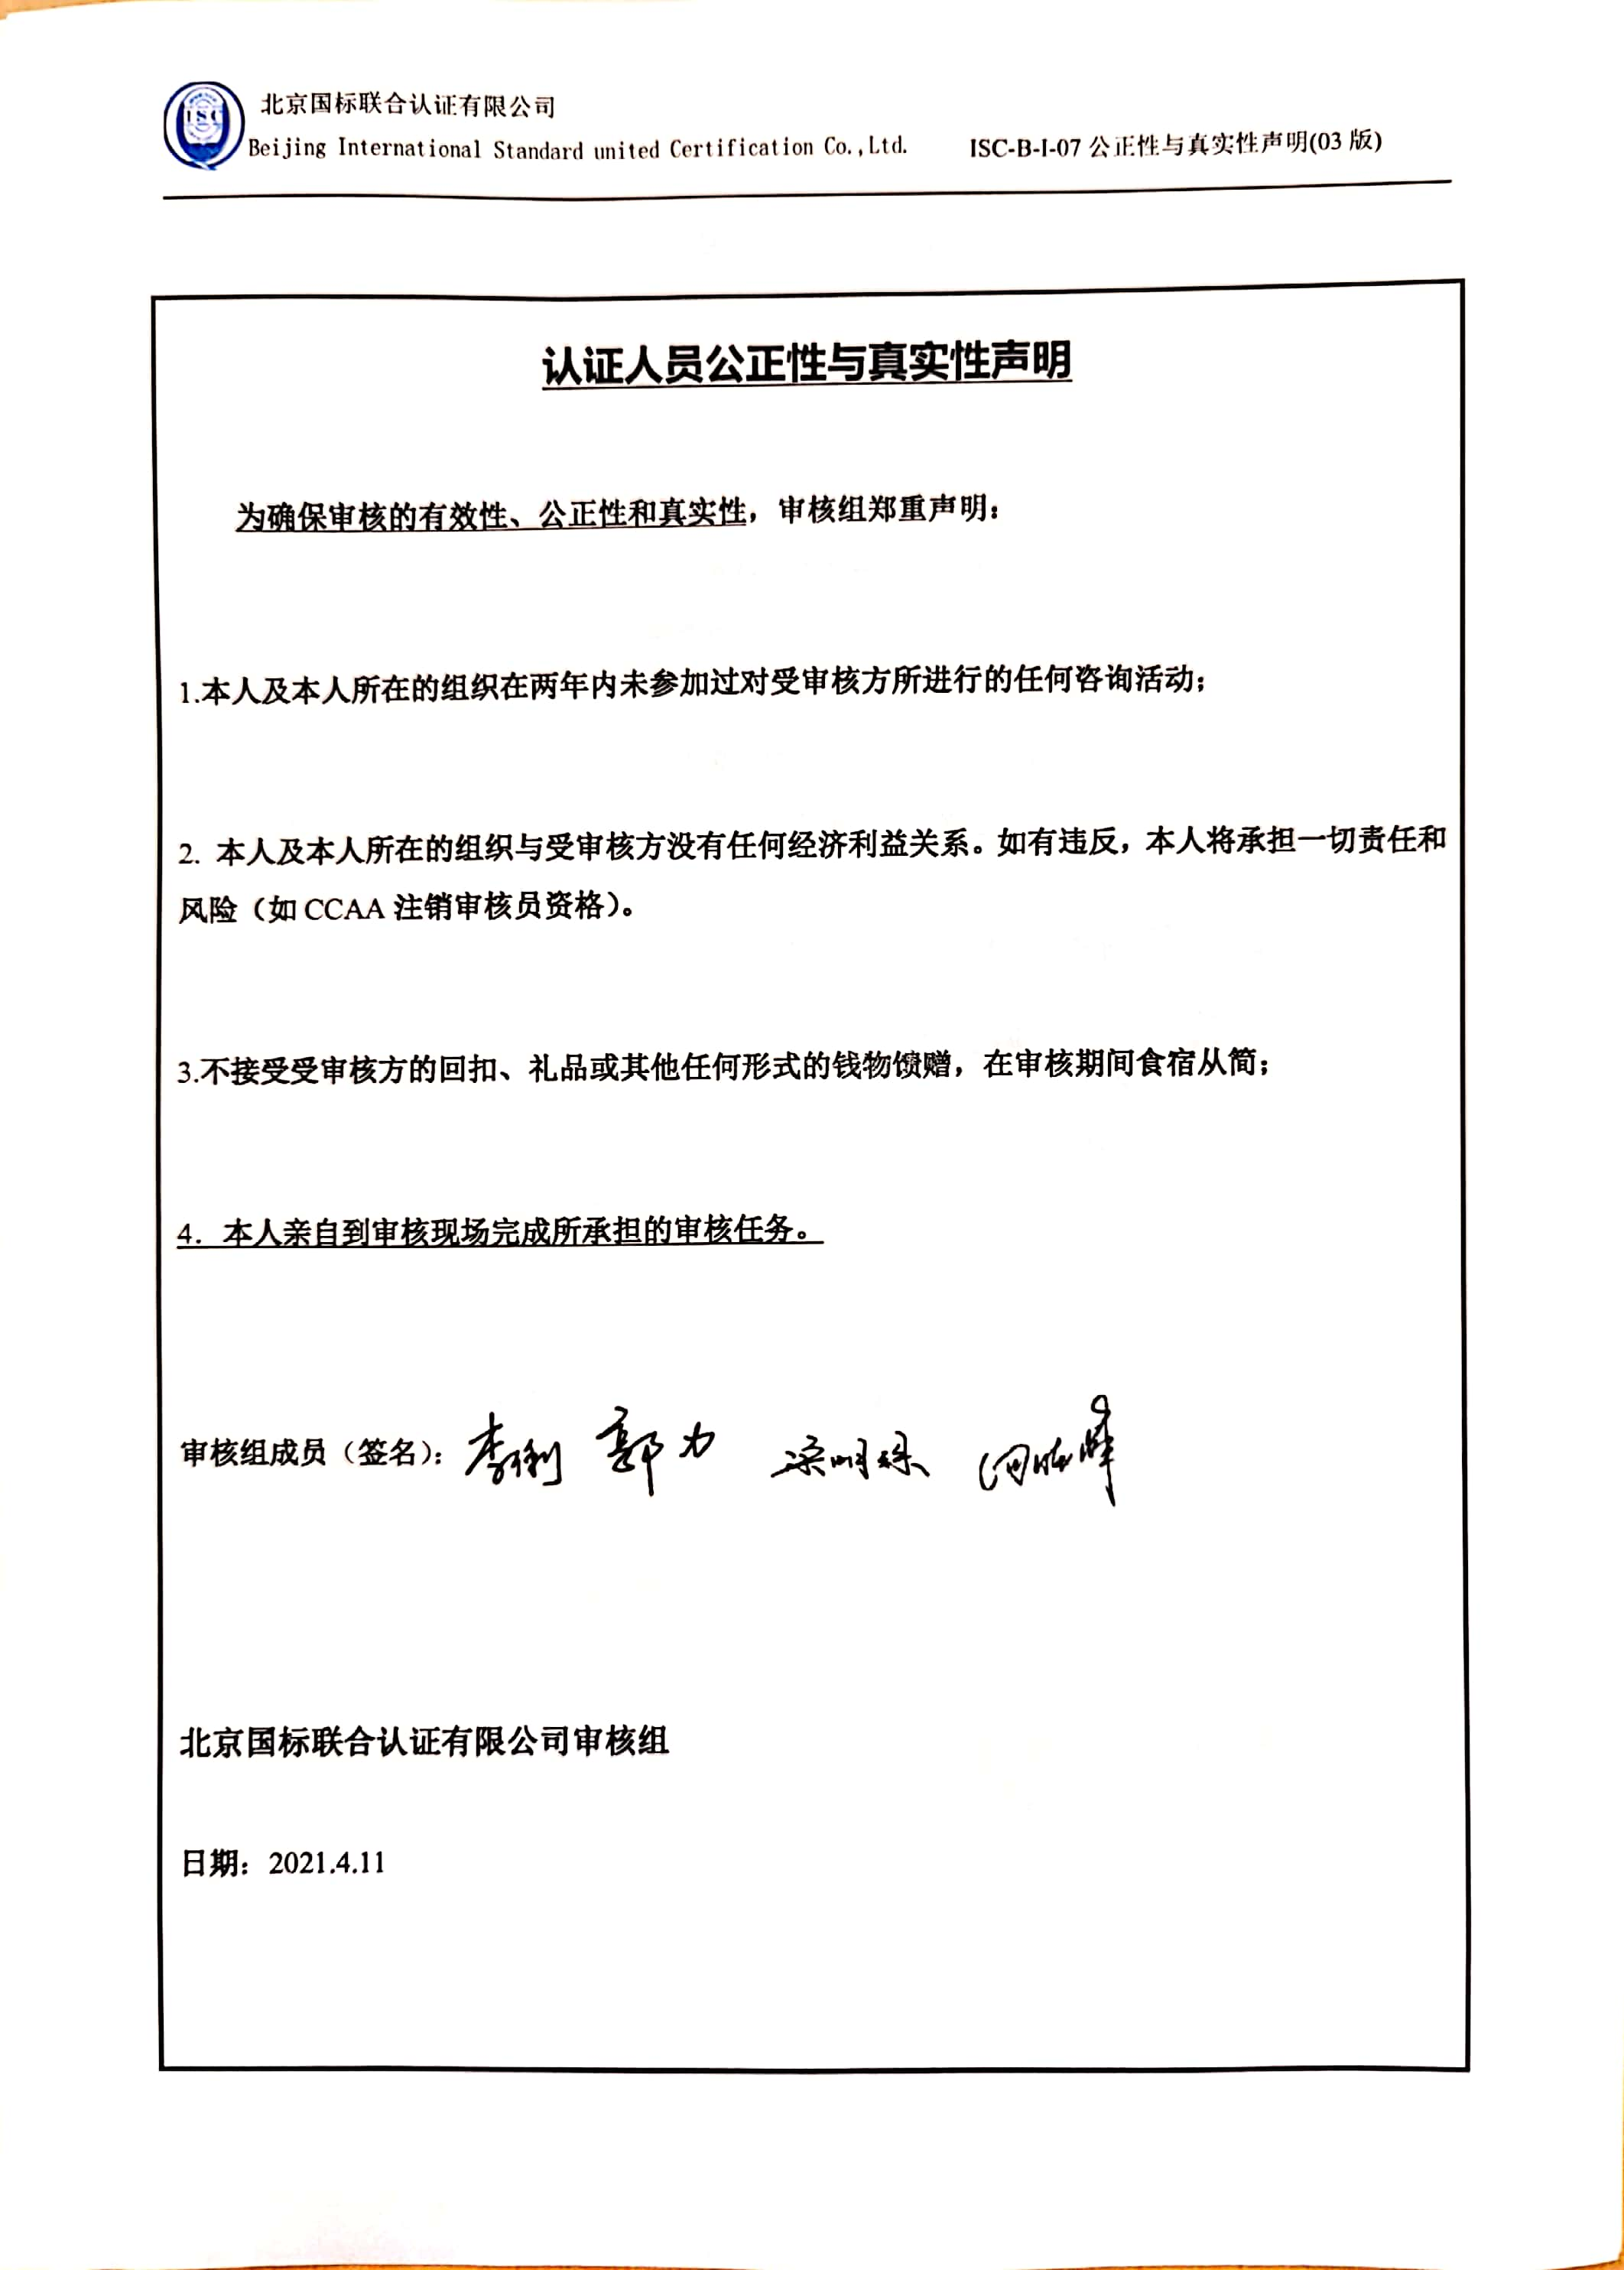 ISC
北京国标联合认证有限公司
Beijing International Standard united Certification Co.,Ltd. ISC-B-I-07 公正性与真实性声明(03 版)
认证人员公正性与真实性声明
为确保审核的有效性、公正性和真实性，审核组郑重声明：
1.本人及本人所在的组织在两年内未参加过对受审核方所进行的任何咨询活动；
2. 本人及本人所在的组织与受审核方没有任何经济利益关系。如有违反，本人将承担一切责任和
风险（如 CCAA 注销审核员资格）。
3.不接受受审核方的回扣、礼品或其他任何形式的钱物馈赠，在审核期间食宿从简；
4. 本人亲自到审核现场完成所承担的审核任务。
审核组成员（签名）： 郭力 梁明珠
北京国标联合认证有限公司审核组
日期：2021.4.11